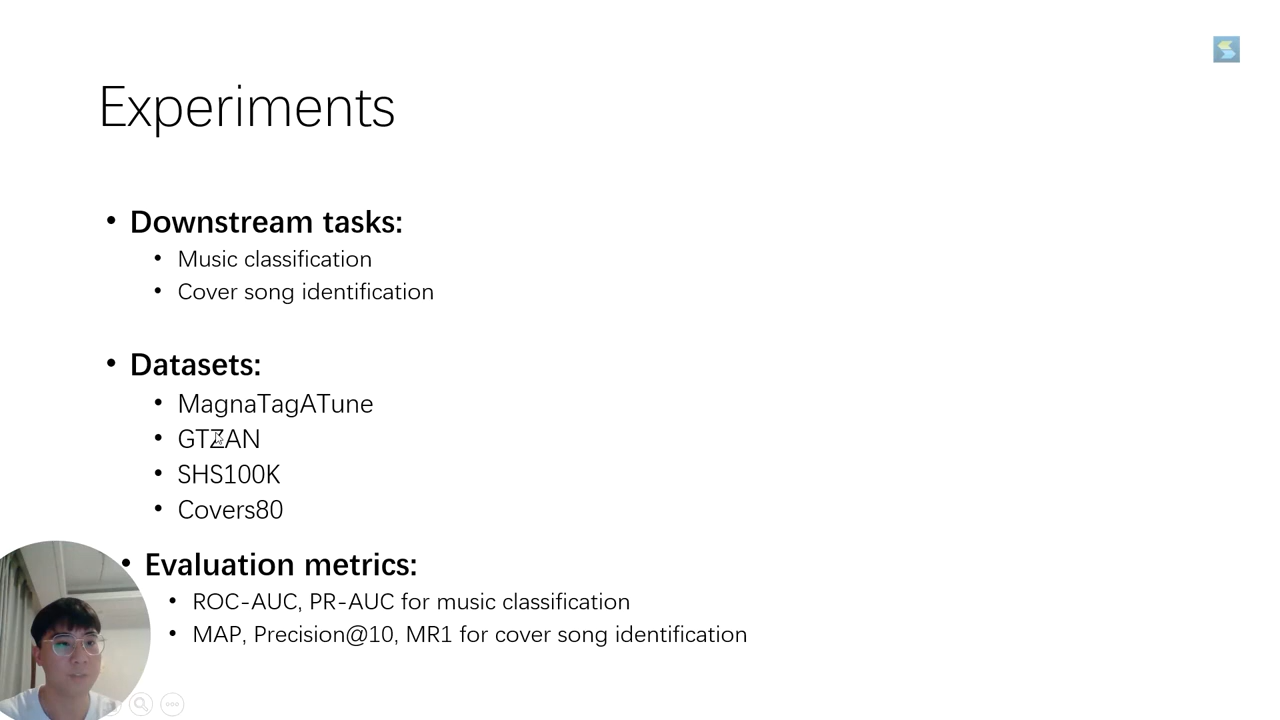 Experiments
• Downstream tasks:
• Music classification
• Cover song identification
• Datasets:
• MagnaTagATune
• GTZAN
• SHS100K
• Covers80
• Evaluation metrics:
• ROC-AUC, PR-AUC for music classification
• MAP, Precision@10, MR1 for cover song identification